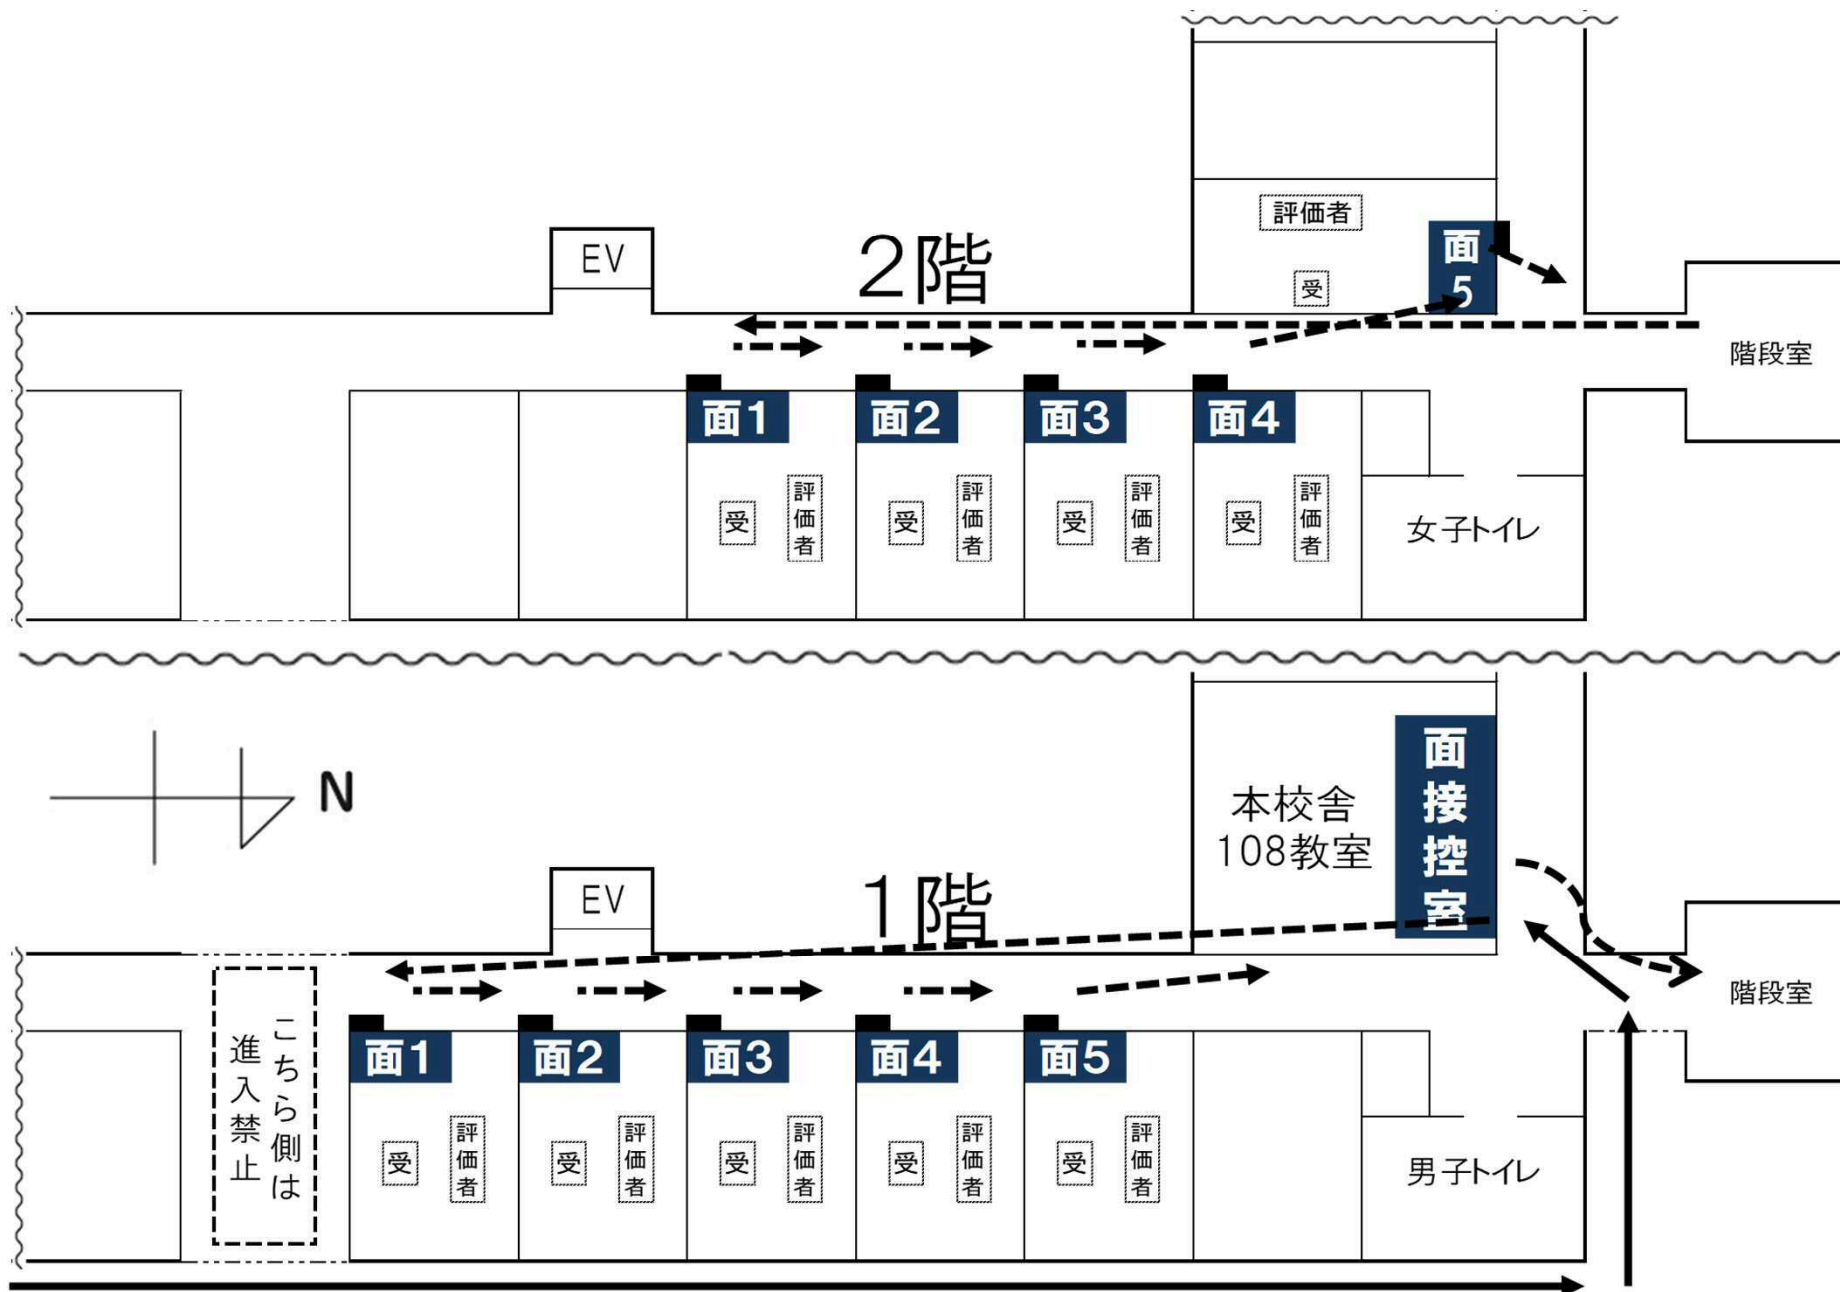 評価者
面5
受
EV
2階
階段室
面1
面2
面3
面4
受
評価者
受
評価者
受
評価者
受
評価者
女子トイレ
N
本校舎
108教室
面接控室
EV
1階
階段室
こちら側は
進入禁止
面1
面2
面3
面4
面5
受
評価者
受
評価者
受
評価者
受
評価者
受
評価者
男子トイレ